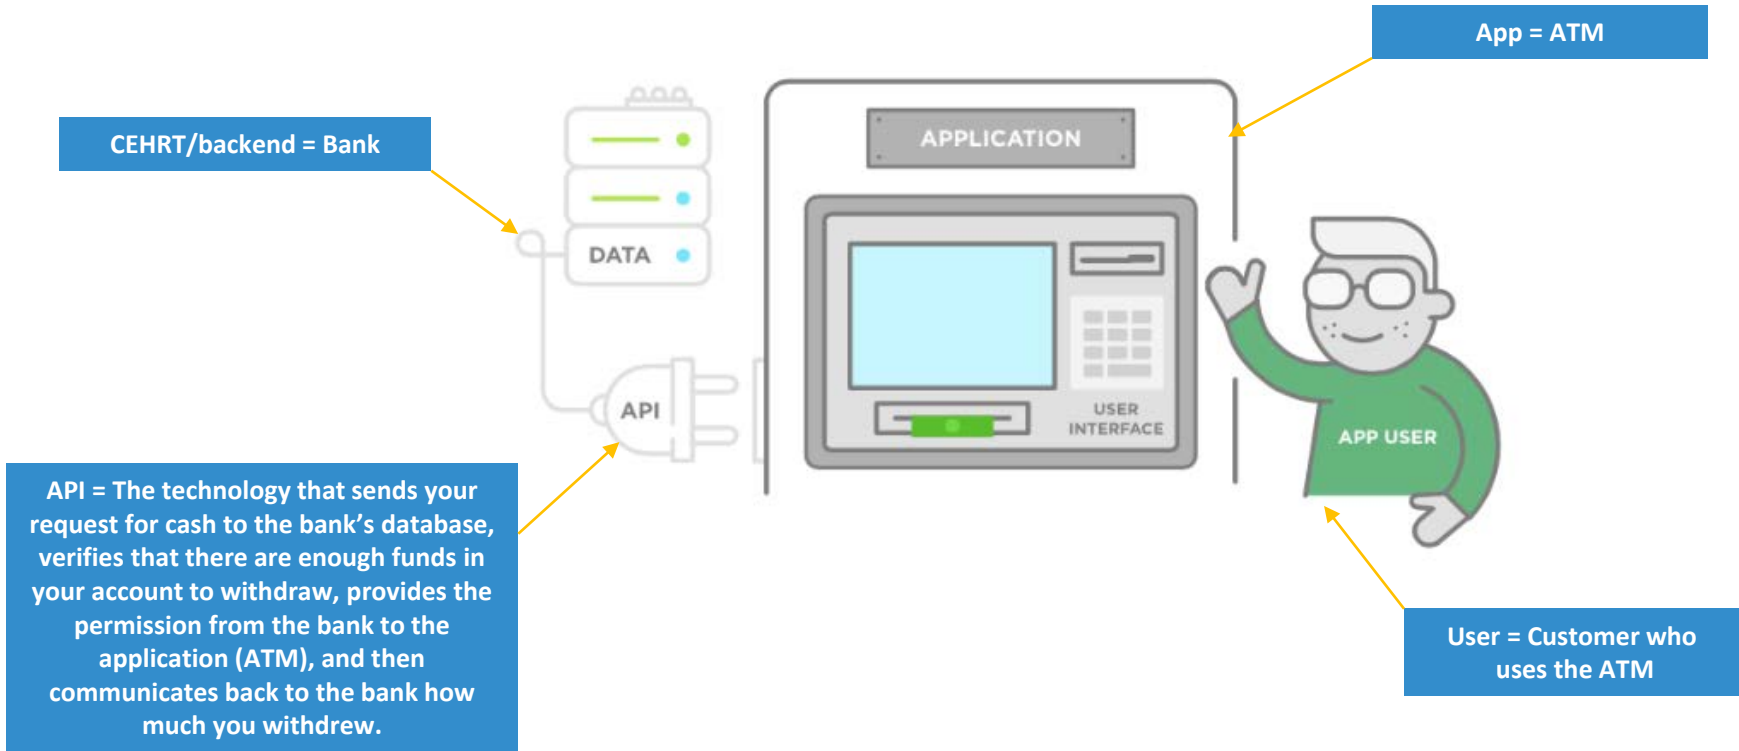 App = ATM
CEHRT/backend = Bank
APPLICATION
DATA
API
USER
INTERFACE
APP USER
API = The technology that sends your
request for cash to the bank’s database,
verifies that there are enough funds in
your account to withdraw, provides the
permission from the bank to the
application (ATM), and then
communicates back to the bank how
much you withdrew.
User = Customer who
uses the ATM